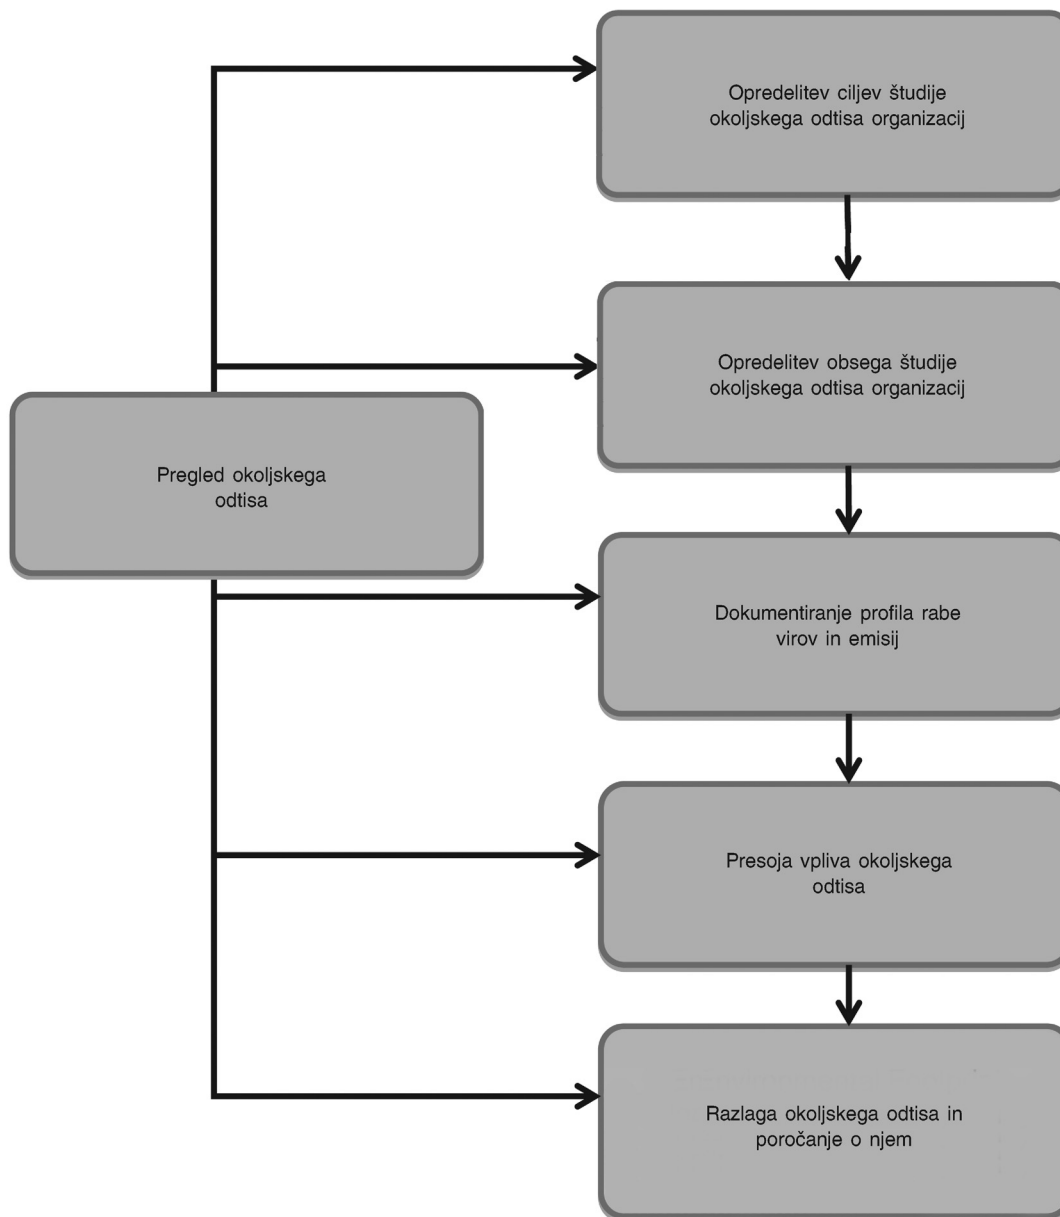 Opredelitev ciljev študije
okoljskega odtisa organizacij
Opredelitev obsega študije
okoljskega odtisa organizacij
Pregled okoljskega
odtisa
Dokumentiranje profila rabe
virov in emisij
Presoja vpliva okoljskega
odtisa
Razlaga okoljskega odtisa in
poročanje o njem